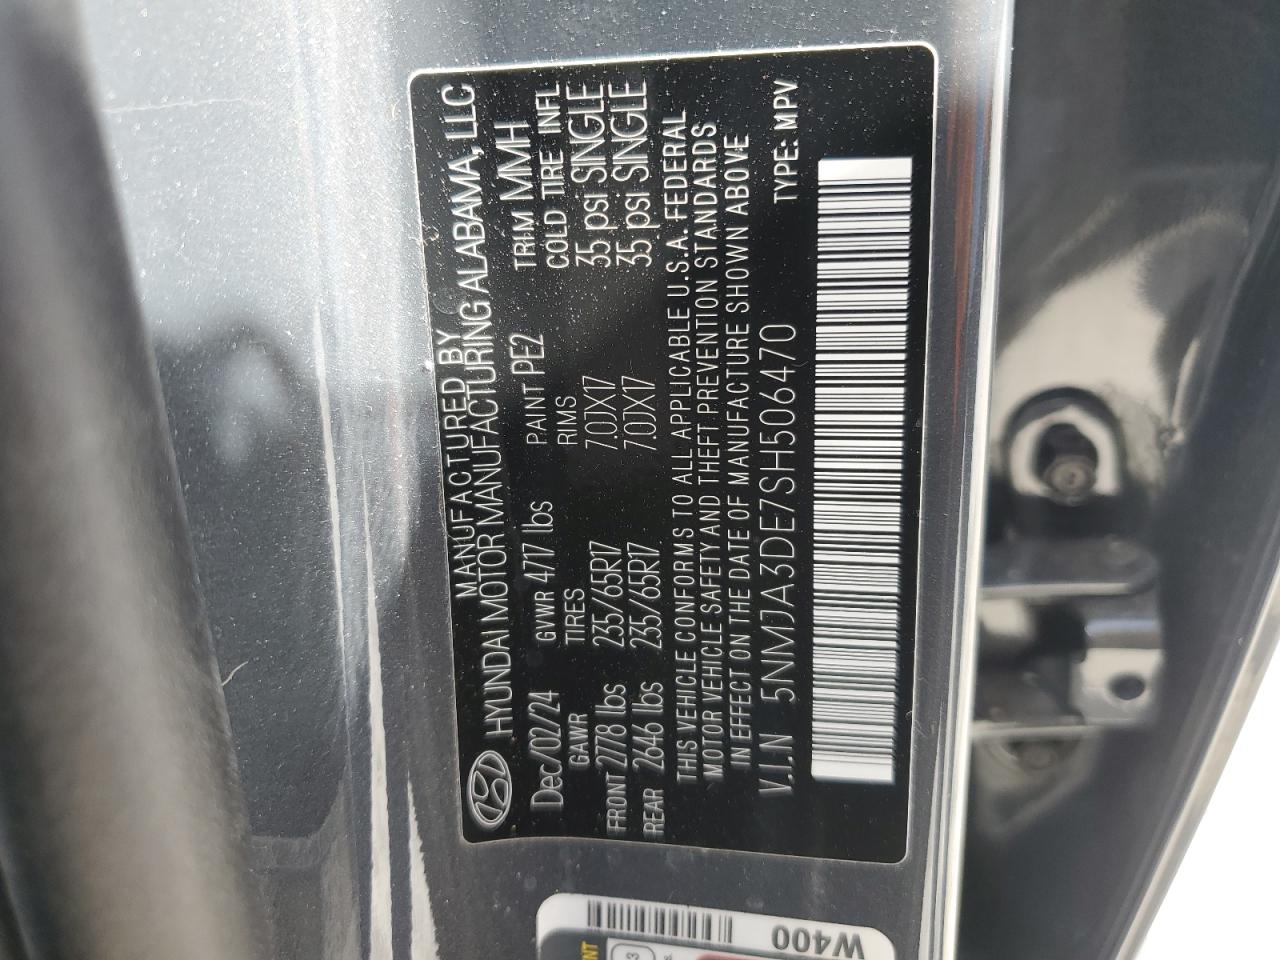 MANUFACTURED BY
HYUNDAI MOTOR MANUFACTURING ALABAMA, LLC
Dec/02/24 GVWR 4717 lbs PAINT PE2 TRIM MMH
GAWR TIRES RIMS COLD TIRE INFL
FRONT 2778 lbs 235/65R17 7.0JX17 35 psi SINGLE
REAR 2646 lbs 235/65R17 7.0JX17 35 psi SINGLE
THIS VEHICLE CONFORMS TO ALL APPLICABLE U.S.A. FEDERAL
MOTOR VEHICLE SAFETY AND THEFT PREVENTION STANDARDS
IN EFFECT ON THE DATE OF MANUFACTURE SHOWN ABOVE
V.I.N 5NMJA3DE7SH506470 TYPE: MPV
W400